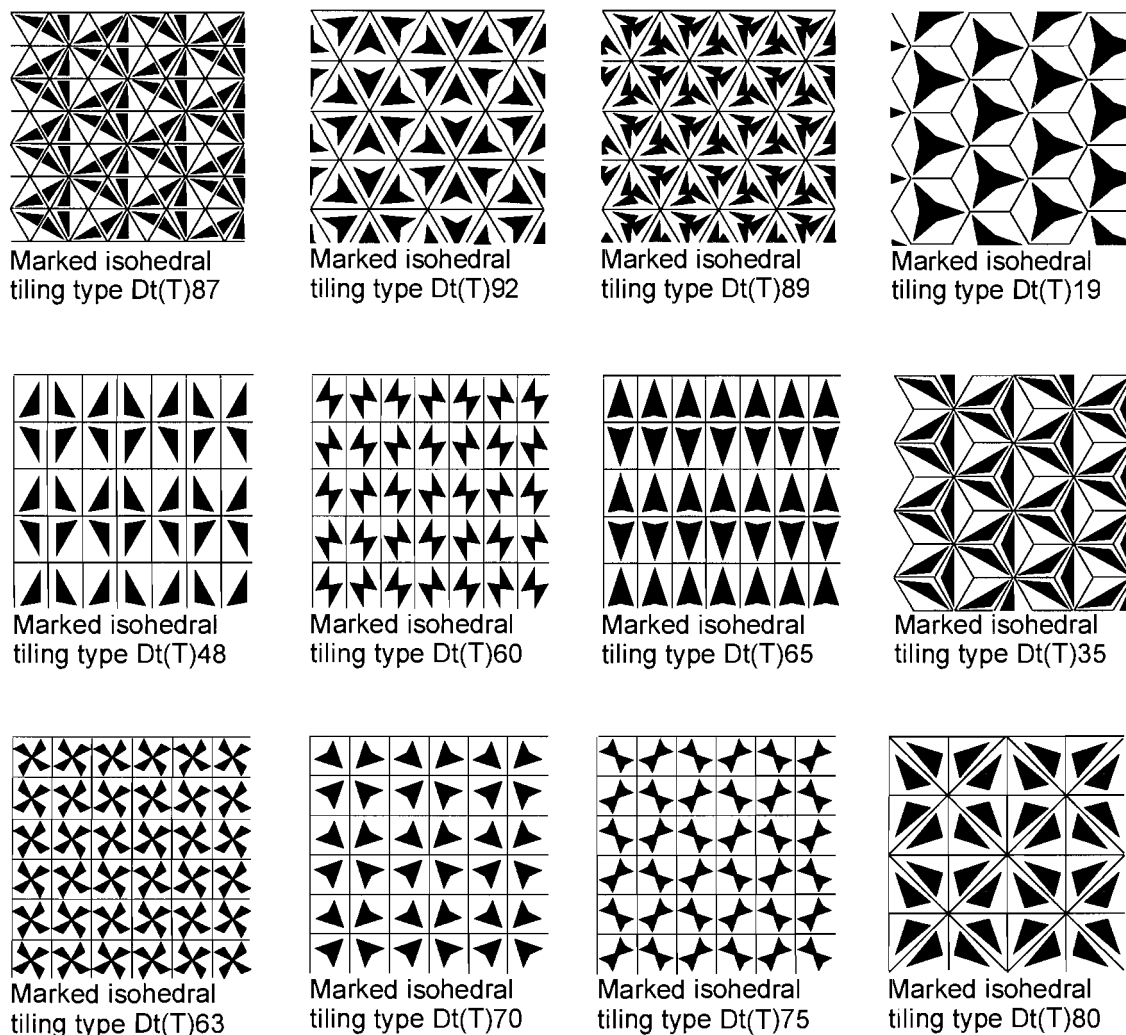 Marked isohedral
tiling type Dt(T)87
Marked isohedral
tiling type Dt(T)92
Marked isohedral
tiling type Dt(T)89
Marked isohedral
tiling type Dt(T)19
Marked isohedral
tiling type Dt(T)48
Marked isohedral
tiling type Dt(T)60
Marked isohedral
tiling type Dt(T)65
Marked isohedral
tiling type Dt(T)35
Marked isohedral
tiling type Dt(T)63
Marked isohedral
tiling type Dt(T)70
Marked isohedral
tiling type Dt(T)75
Marked isohedral
tiling type Dt(T)80